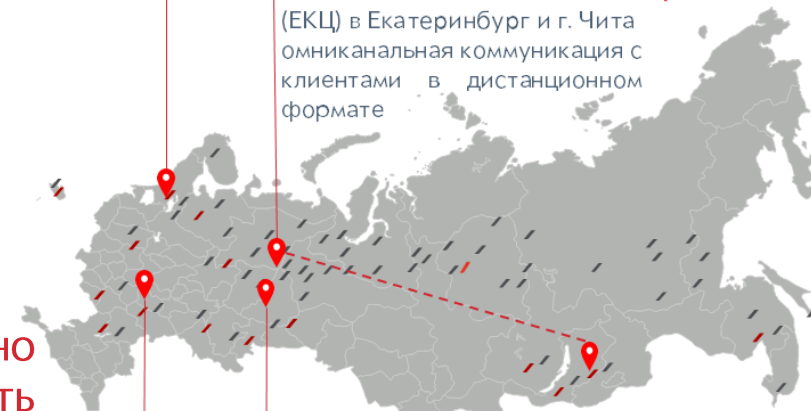 (ЕКЦ) в Екатеринбург и г. Чита
омниканальная коммуникация с
клиентами в дистанционном
формате
но
ть